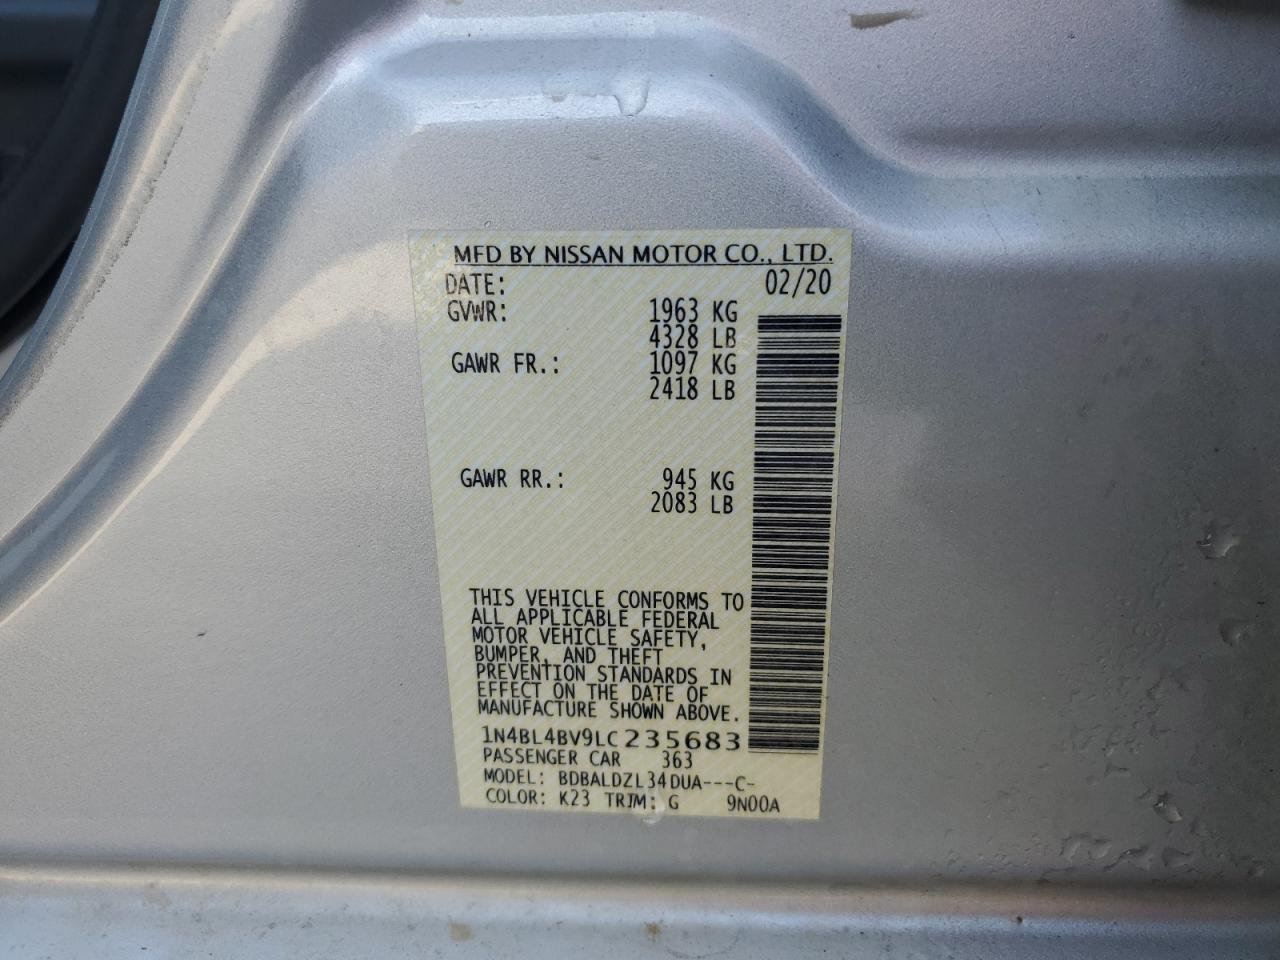 MFD BY NISSAN MOTOR CO., LTD.
DATE: 02/20
GVWR: 1963 KG
4328 LB
GAWR FR.: 1097 KG
2418 LB
GAWR RR.: 945 KG
2083 LB
THIS VEHICLE CONFORMS TO
ALL APPLICABLE FEDERAL
MOTOR VEHICLE SAFETY,
BUMPER, AND THEFT
PREVENTION STANDARDS IN
EFFECT ON THE DATE OF
MANUFACTURE SHOWN ABOVE.
1N4BL4BV9LC235683
PASSENGER CAR 363
MODEL: BDBALDZL34DUA---C-
COLOR: K23 TRIM: G 9N00A